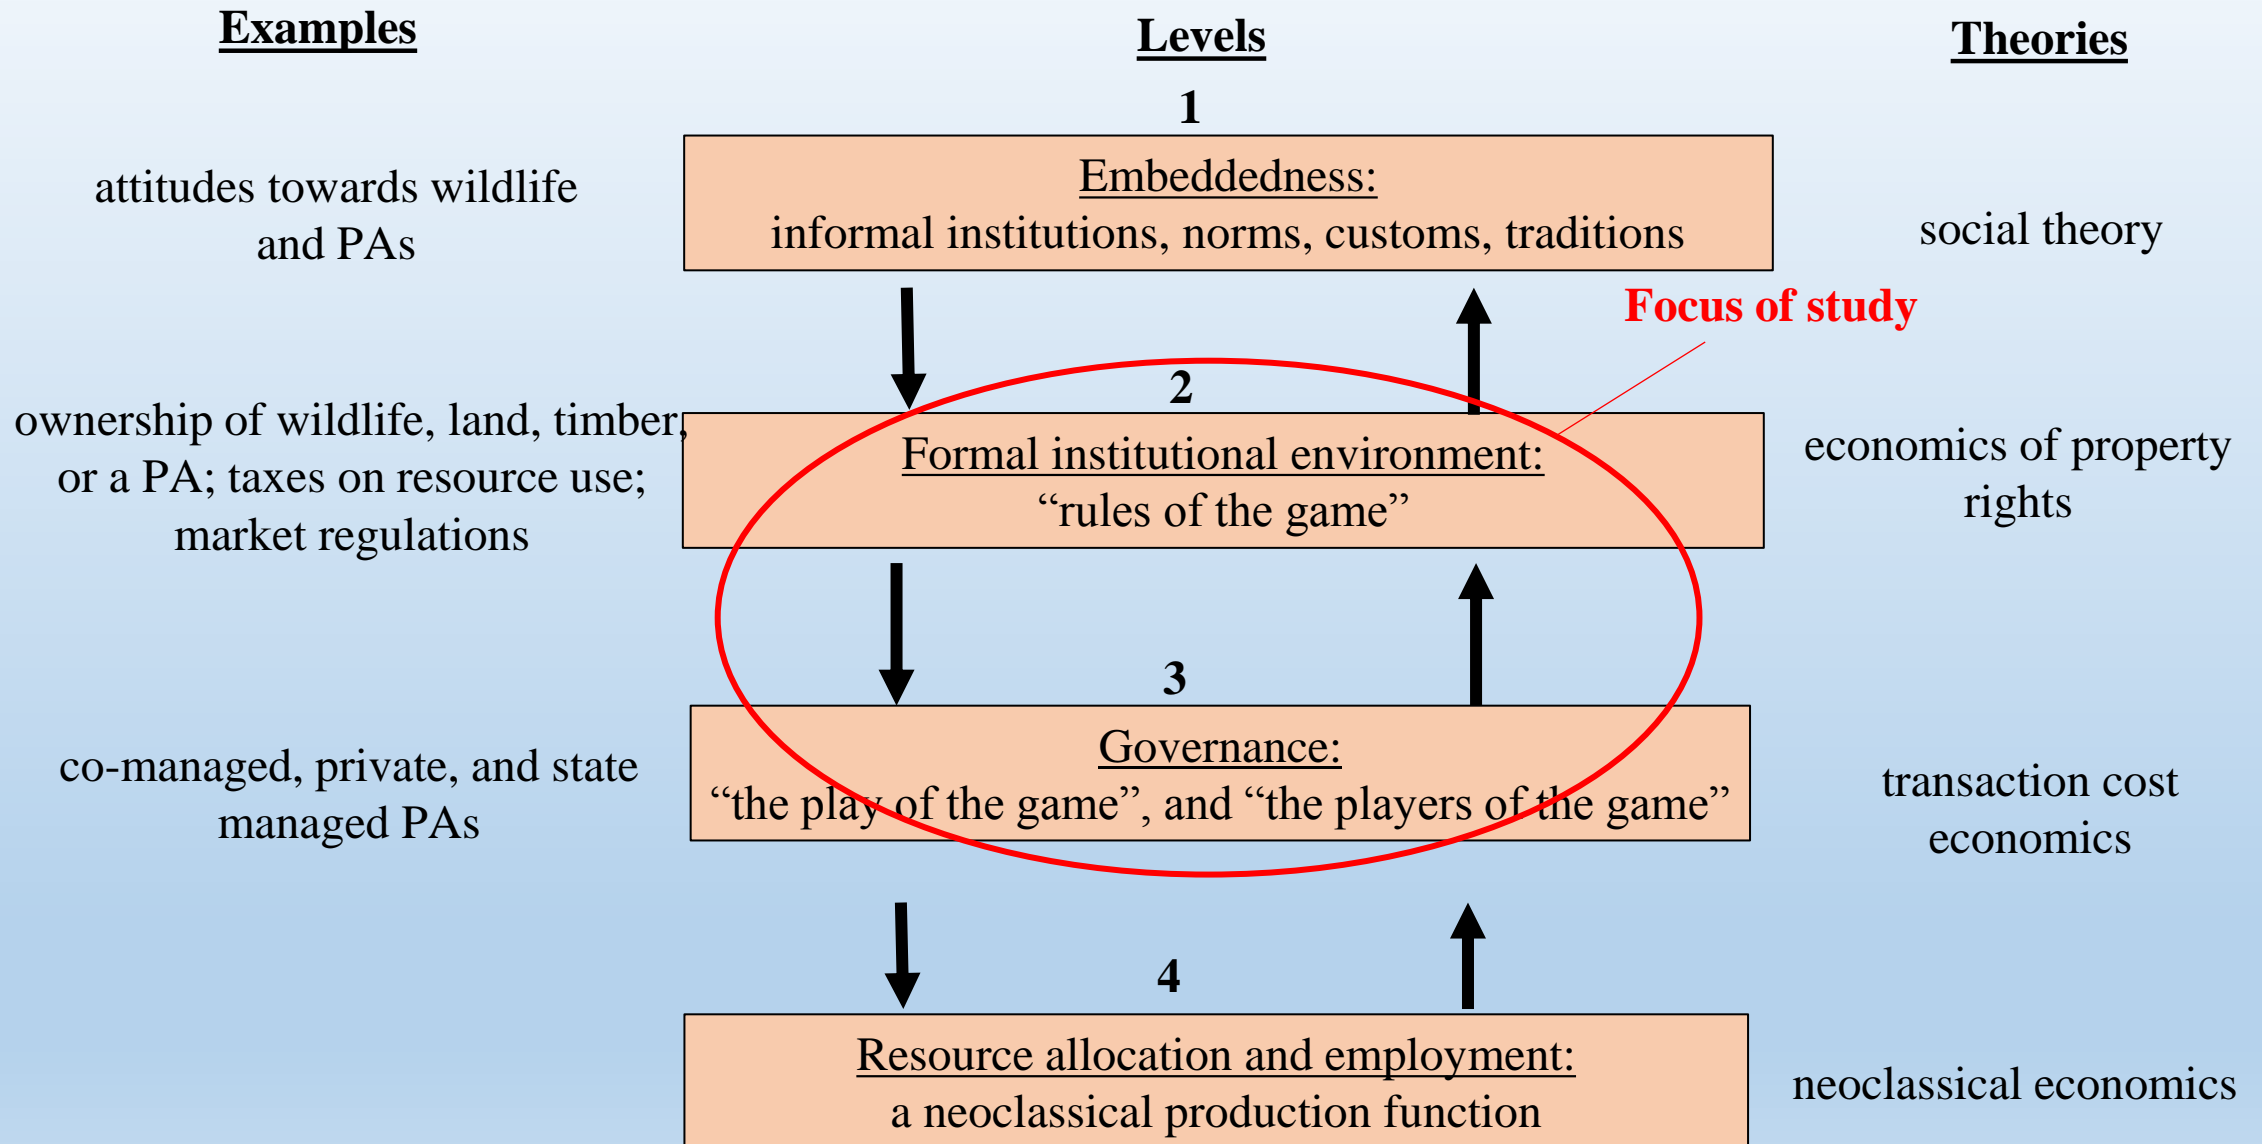 Examples
Levels
Theories
1
attitudes towards wildlife
and PAs
Embeddedness:
informal institutions, norms, customs, traditions
social theory
Focus of study
2
ownership of wildlife, land, timber,
or a PA; taxes on resource use;
market regulations
Formal institutional environment:
“rules of the game”
economics of property
rights
3
co-managed, private, and state
managed PAs
Governance:
“the play of the game”, and “the players of the game”
transaction cost
economics
4
Resource allocation and employment:
a neoclassical production function
neoclassical economics